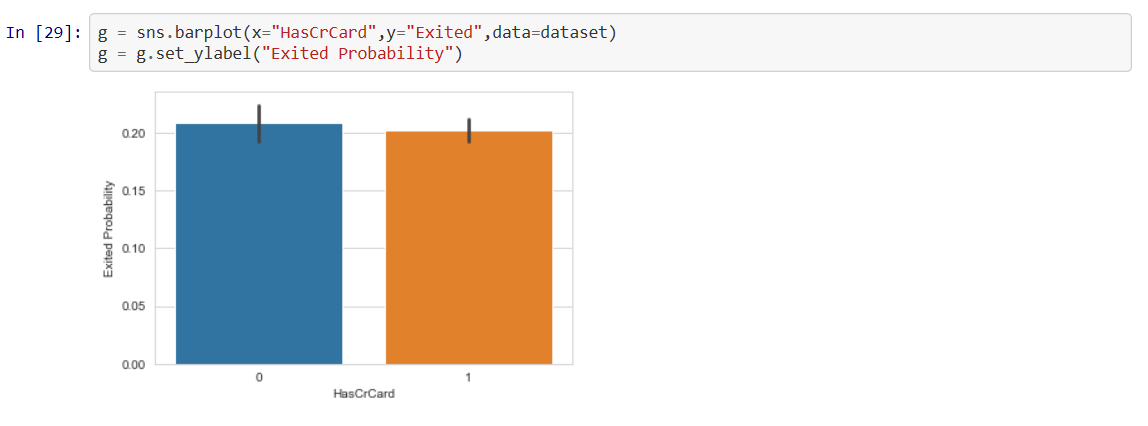 In [29]: g = sns.barplot(x="HasCrCard",y="Exited",data=dataset)
g = g.set_ylabel("Exited Probability")
0.20
0.15
0.10
0.05
0.00
Exited Probability
0 1
HasCrCard